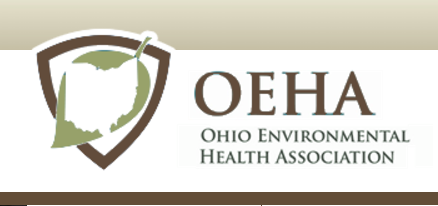 OEHA
OHIO ENVIRONMENTAL
HEALTH ASSOCIATION